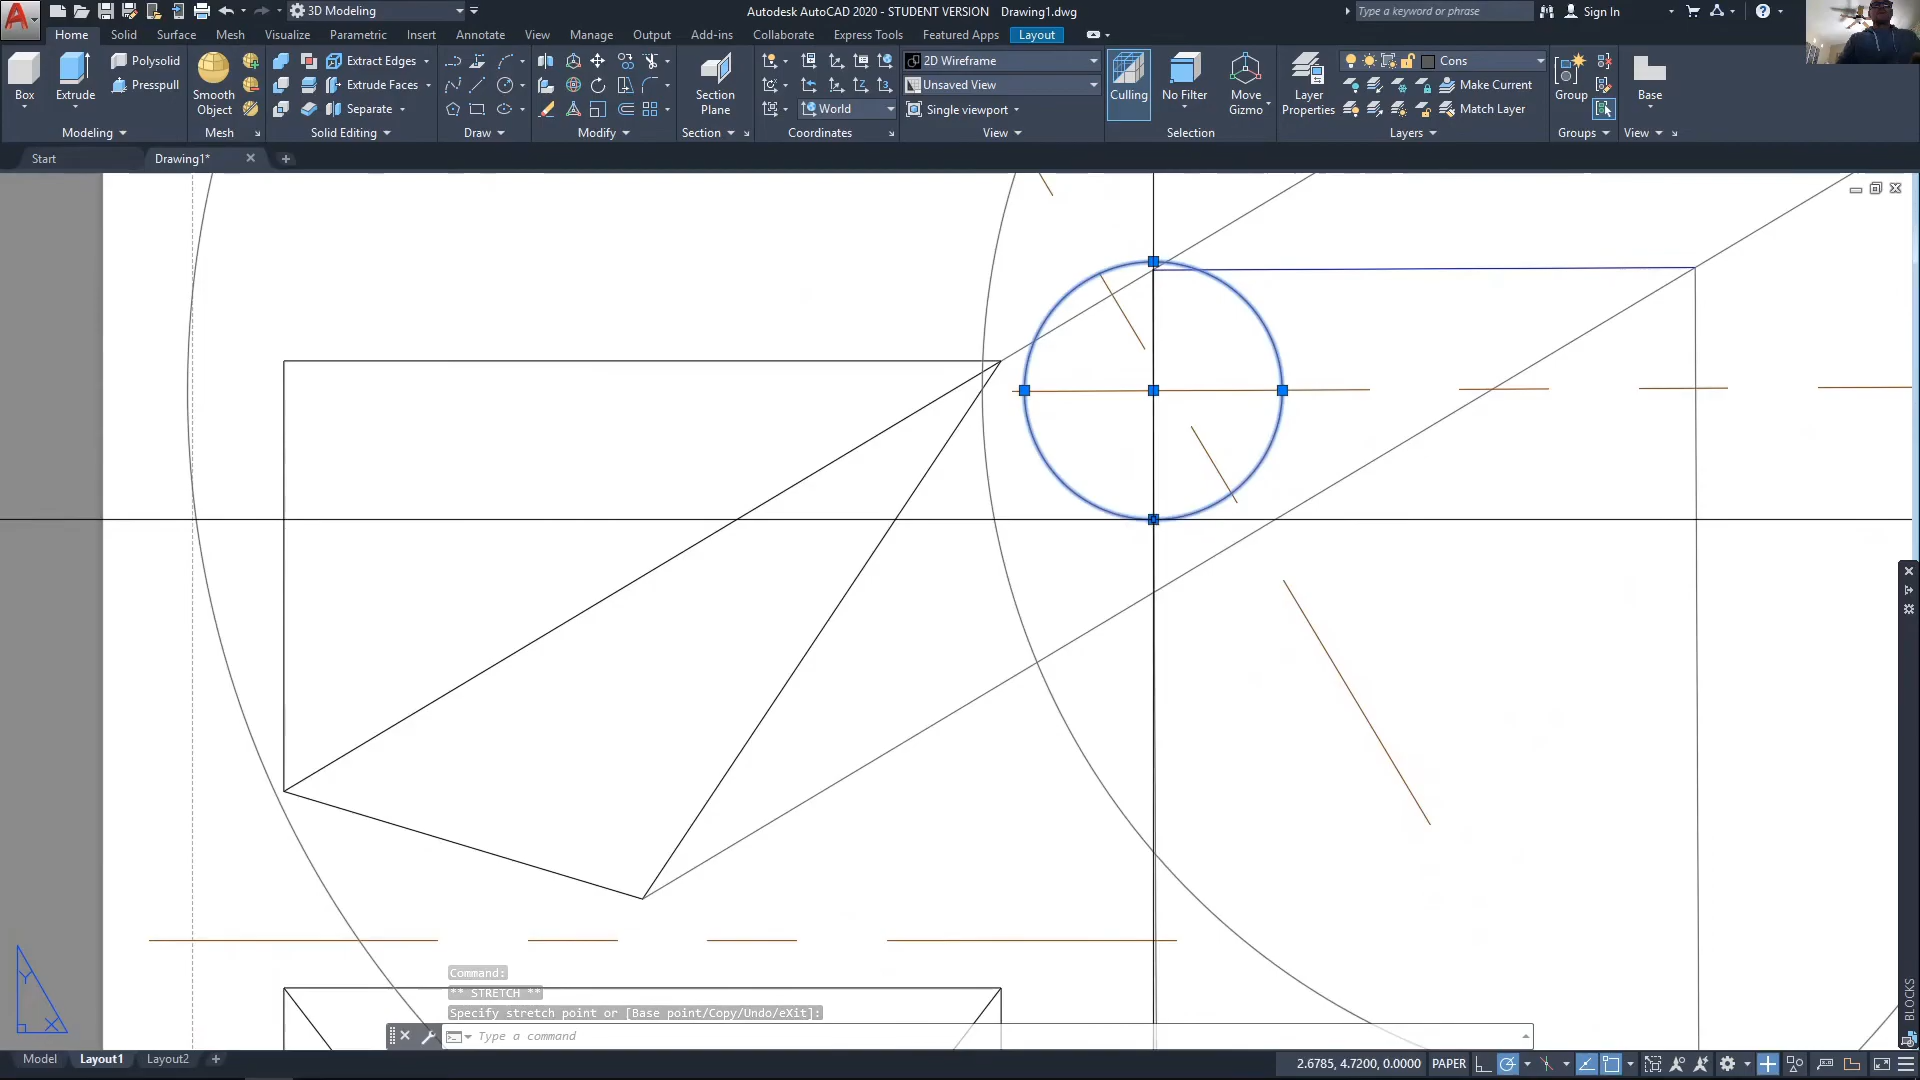 3D Modeling
Autodesk AutoCAD 2020 - STUDENT VERSION Drawing1.dwg
Type a keyword or phrase
Sign In
Home Solid Surface Mesh Visualize Parametric Insert Annotate View Manage Output Add-ins Collaborate Express Tools Featured Apps Layout
Box
Extrude
Polysolid
Presspull
Smooth Object
Extract Edges
Extrude Faces
Separate
Section Plane
World
2D Wireframe
Unsaved View
Single viewport
Culling
No Filter
Move Gizmo
Layer Properties
Cons
Make Current
Match Layer
Group
Base
Modeling Mesh Solid Editing Draw Modify Section Coordinates View Selection Layers Groups View
Start
Drawing1*
BLOCKS
Y
X
Command:
** STRETCH **
Specify stretch point or [Base point/Copy/Undo/eXit]:
Type a command
Model Layout1 Layout2
2.6785, 4.7200, 0.0000 PAPER